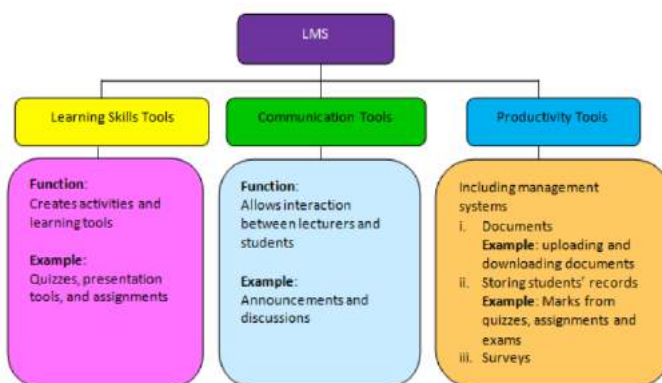 LMS
Learning Skills Tools
Communication Tools
Productivity Tools
Function:
Creates activities and
learning tools
Example:
Quizzes, presentation
tools, and assignments
Function:
Allows interaction
between lecturers and
students
Example:
Announcements and
discussions
Including management
systems
i. Documents
Example: uploading and
downloading documents
ii. Storing students’ records
Example: Marks from
quizzes, assignments and
exams
iii. Surveys